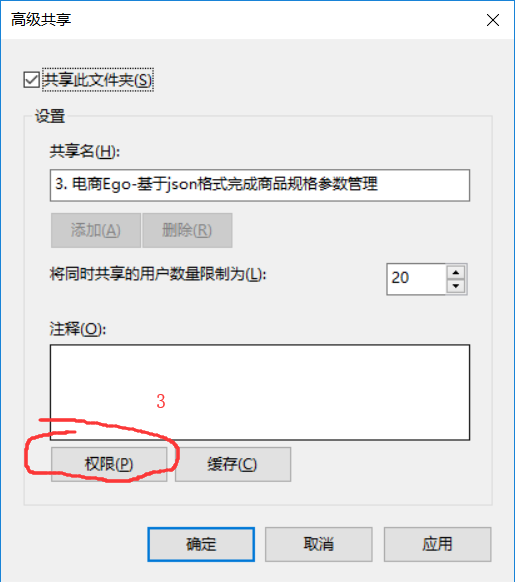 高级共享
共享此文件夹(S)
设置
共享名(H):
3. 电商Ego-基于json格式完成商品规格参数管理
添加(A)
删除(R)
将同时共享的用户数量限制为(L):
20
注释(O):
3
权限(P)
缓存(C)
确定
取消
应用